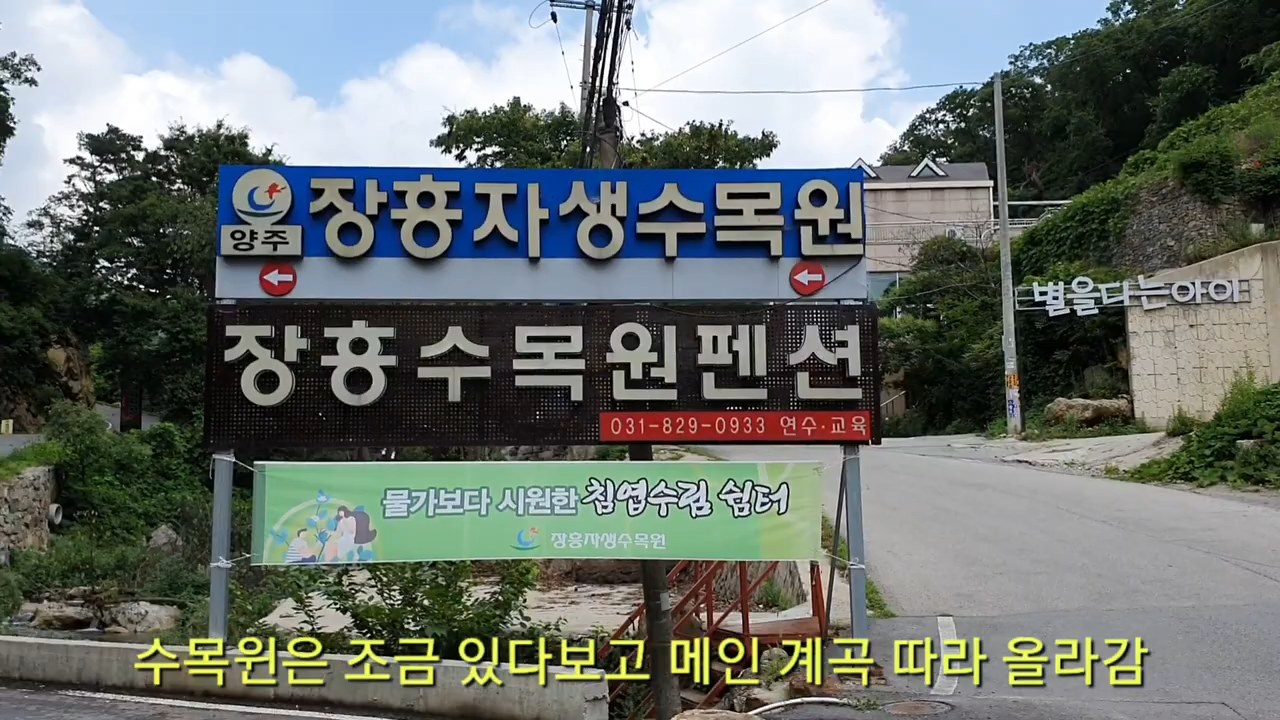 장흥자생수목원
양주
별을다는아이
장흥수목원펜션
031-829-0933 연수·교육
물가보다 시원한 침엽수림 쉼터
장흥자생수목원
수목원은 조금 있다보고 메인 계곡 따라 올라감